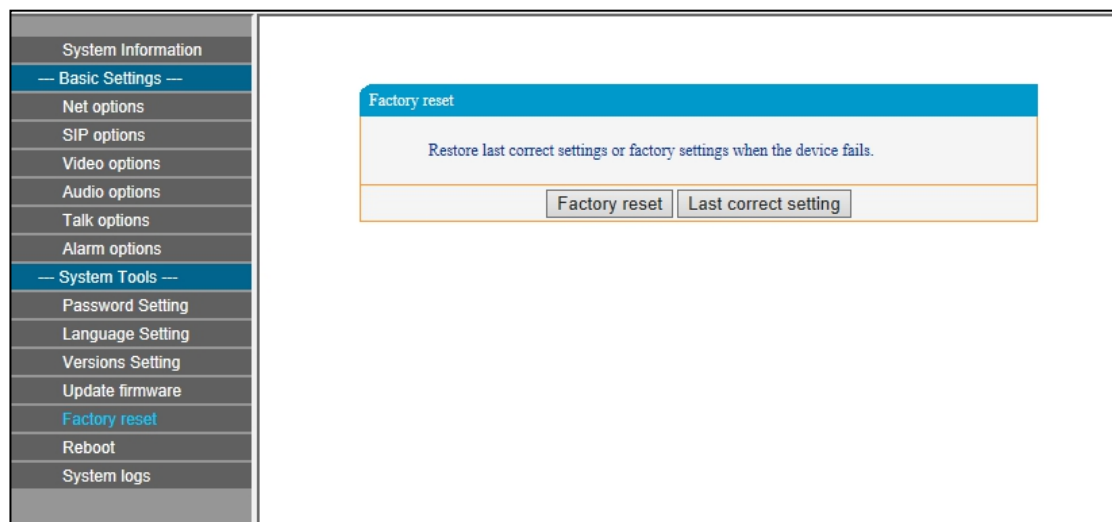 System Information
--- Basic Settings ---
Net options
SIP options
Video options
Audio options
Talk options
Alarm options
--- System Tools ---
Password Setting
Language Setting
Versions Setting
Update firmware
Factory reset
Reboot
System logs
Factory reset
Restore last correct settings or factory settings when the device fails.
Factory reset Last correct setting